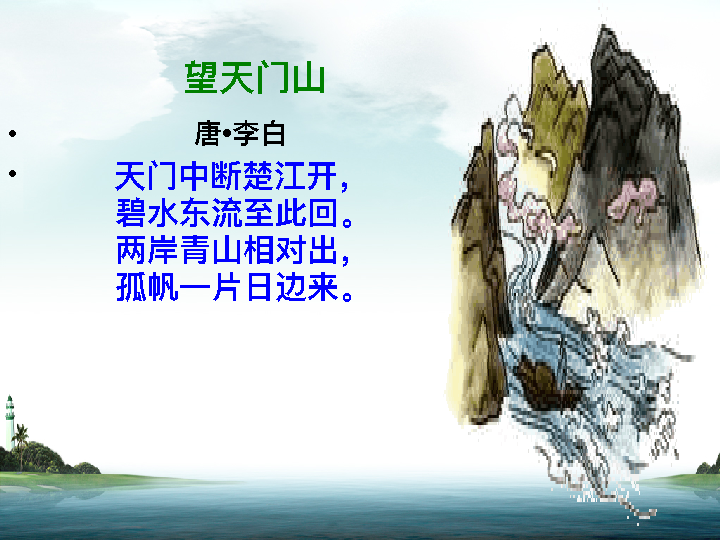 望天门山
唐•李白
天门中断楚江开，
碧水东流至此回。
两岸青山相对出，
孤帆一片日边来。